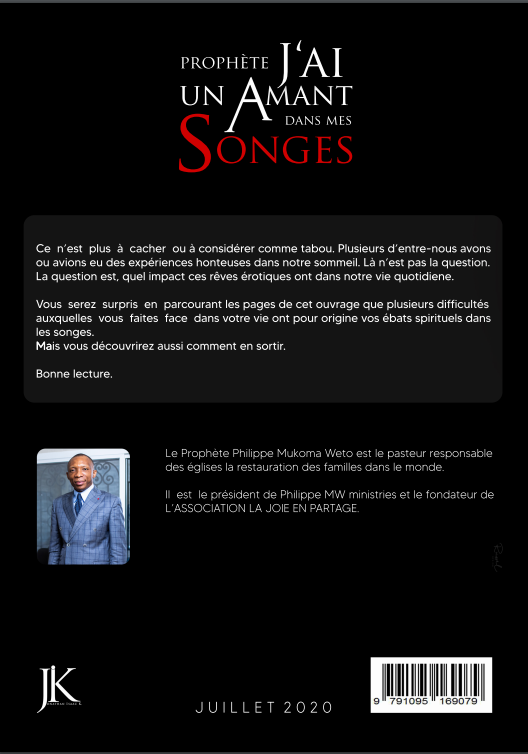 PROPHÈTE J'AI
UN AMANT
DANS MES
SONGES
Ce n'est plus à cacher ou à considérer comme tabou. Plusieurs d'entre-nous avons
ou avions eu des expériences honteuses dans notre sommeil. Là n'est pas la question.
La question est, quel impact ces rêves érotiques ont dans notre vie quotidiene.
Vous serez surpris en parcourant les pages de cet ouvrage que plusieurs difficultés
auxquelles vous faites face dans votre vie ont pour origine vos ébats spirituels dans
les songes.
Mais vous découvrirez aussi comment en sortir.
Bonne lecture.
Le Prophète Philippe Mukoma Weto est le pasteur responsable
des églises la restauration des familles dans le monde.
Il est le président de Philippe MW ministries et le fondateur de
L'ASSOCIATION LA JOIE EN PARTAGE.
JK
JUILLET 2020
9 791095 169079